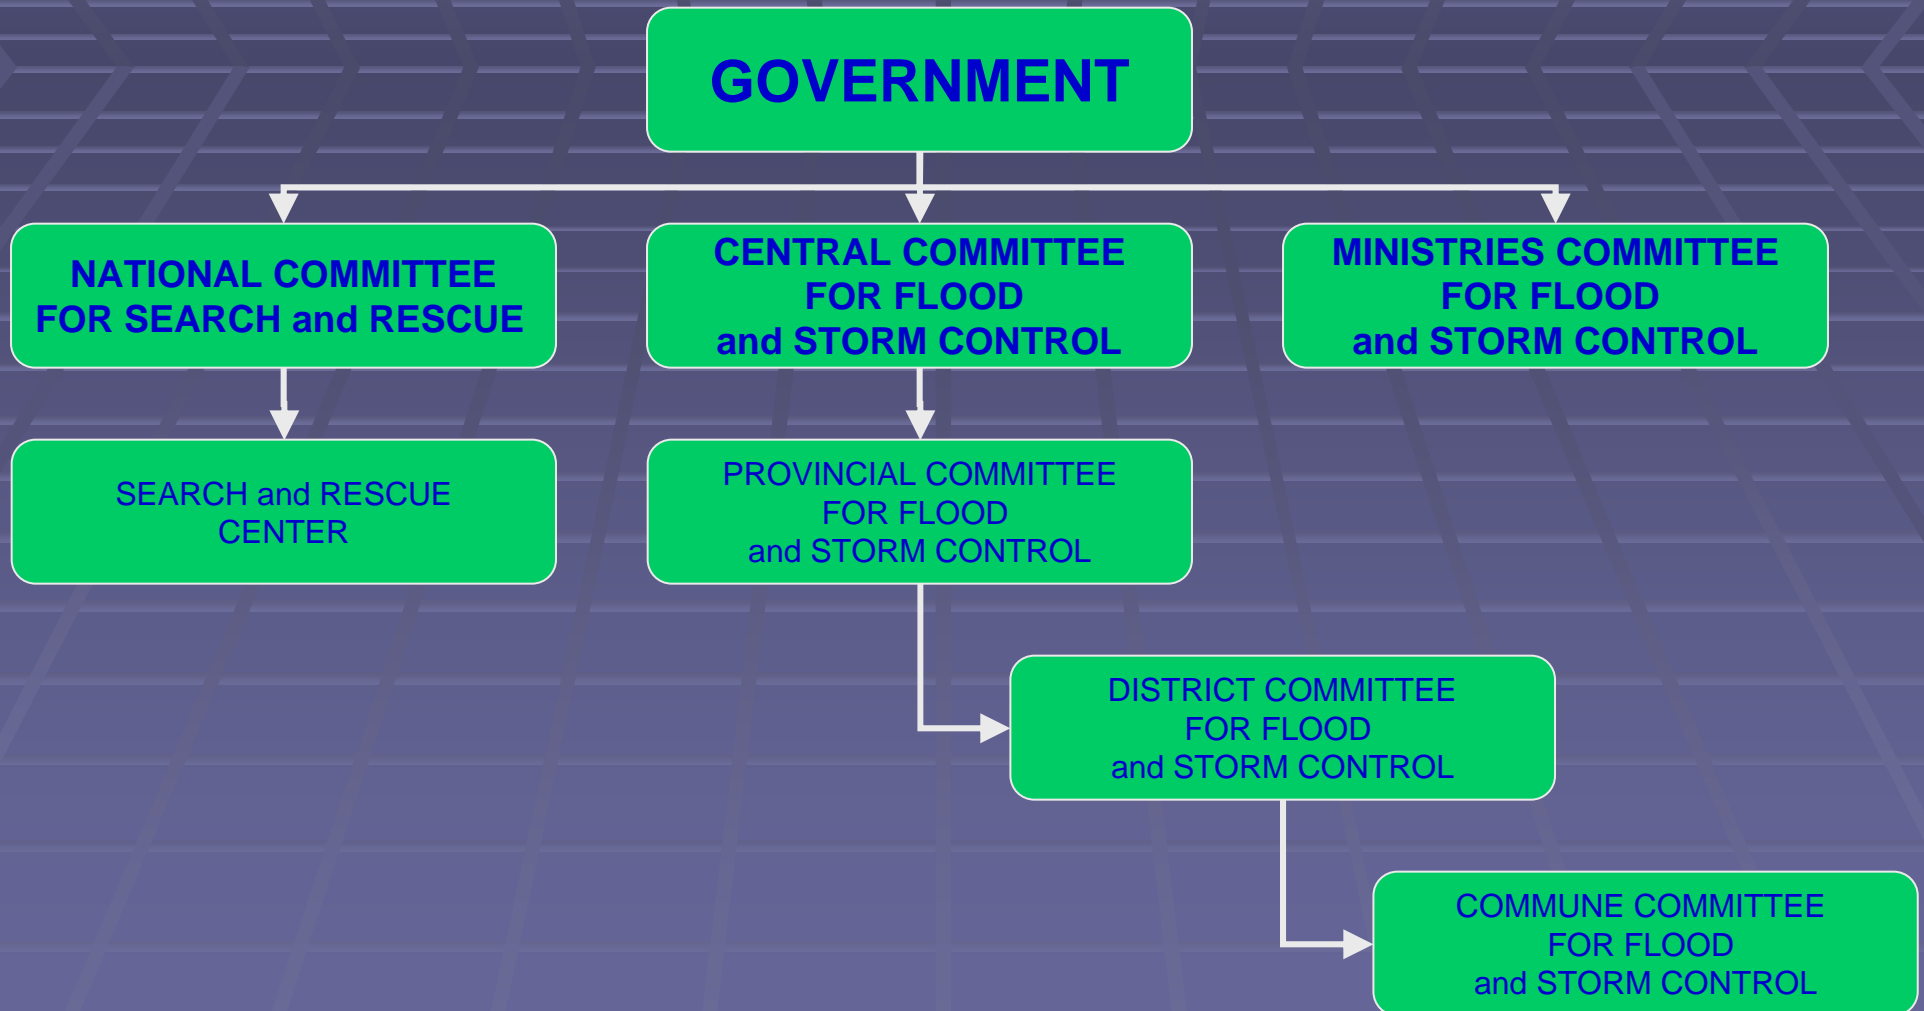 GOVERNMENT
NATIONAL COMMITTEE
FOR SEARCH and RESCUE
CENTRAL COMMITTEE
FOR FLOOD
and STORM CONTROL
MINISTRIES COMMITTEE
FOR FLOOD
and STORM CONTROL
SEARCH and RESCUE
CENTER
PROVINCIAL COMMITTEE
FOR FLOOD
and STORM CONTROL
DISTRICT COMMITTEE
FOR FLOOD
and STORM CONTROL
COMMUNE COMMITTEE
FOR FLOOD
and STORM CONTROL